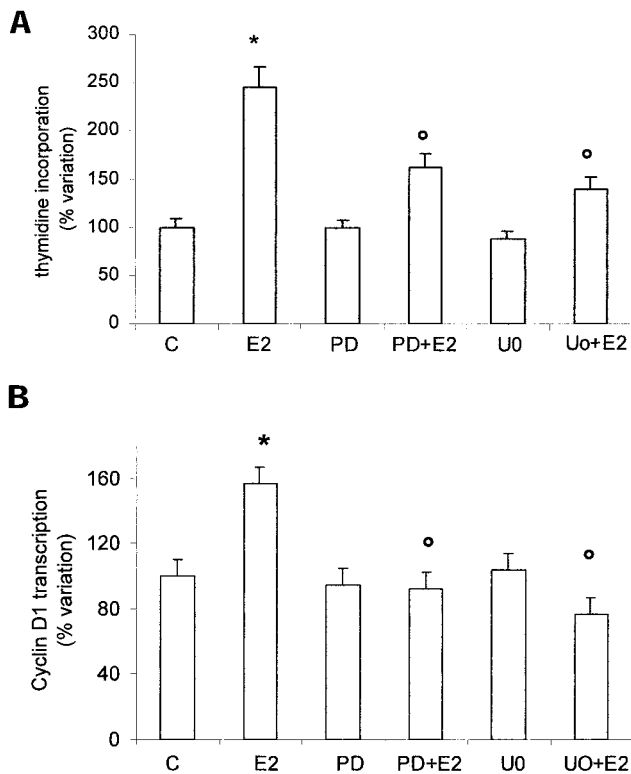 A
300
250
200
150
100
50
0
thymidine incorporation
(% variation)
*
°
°
C E2 PD PD+E2 U0 Uo+E2
B
160
120
80
40
0
Cyclin D1 transcription
(% variation)
*
°
°
C E2 PD PD+E2 U0 UO+E2